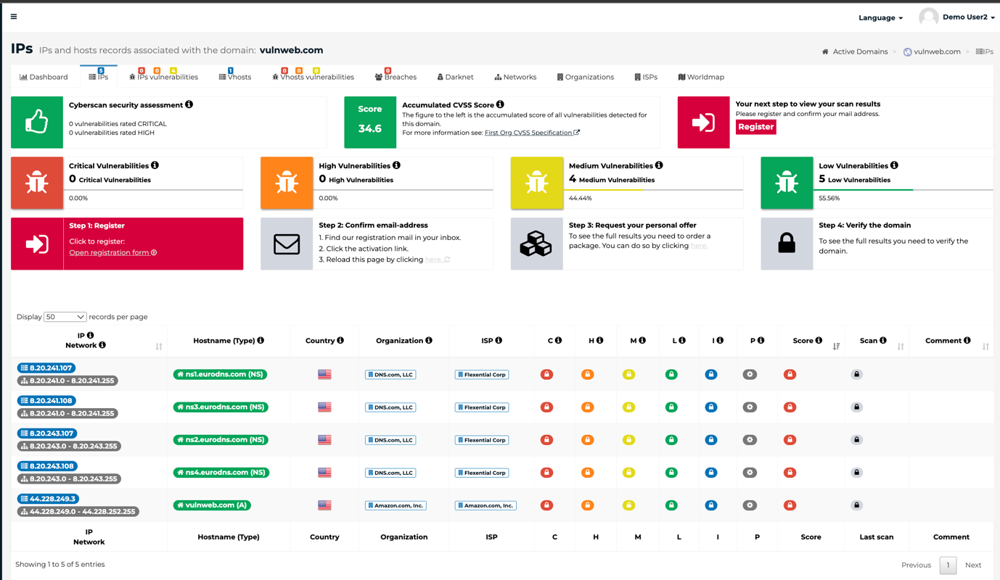 Language
Demo User2
IPs IPs and hosts records associated with the domain: vulnweb.com
Active Domains > vulnweb.com > IPs
5 0 0 4 1 0 0 0 0
Dashboard IPs IPs vulnerabilities Vhosts Vhosts vulnerabilities Breaches Darknet Networks Organizations ISPs Worldmap
Cyberscan security assessment
0 vulnerabilities rated CRITICAL
0 vulnerabilities rated HIGH
Score
34.6
Accumulated CVSS Score
The figure to the left is the accumulated score of all vulnerabilities detected for
this domain.
For more information see: First Org CVSS Specification
Your next step to view your scan results
Please register and confirm your mail address.
Register
Critical Vulnerabilities
0 Critical Vulnerabilities
0.00%
High Vulnerabilities
0 High Vulnerabilities
0.00%
Medium Vulnerabilities
4 Medium Vulnerabilities
44.44%
Low Vulnerabilities
5 Low Vulnerabilities
55.56%
Step 1: Register
Click to register:
Open registration form
Step 2: Confirm email-address
1. Find our registration mail in your inbox.
2. Click the activation link.
3. Reload this page by clicking here.
Step 3: Request your personal offer
To see the full results you need to order a
package. You can do so by clicking here.
Step 4: Verify the domain
To see the full results you need to verify the
domain.
Display 50 records per page
IP
Network
Hostname (Type) Country Organization ISP C H M L I P Score Scan Comment
8.20.241.107
8.20.241.0 - 8.20.241.255
ns1.eurodns.com (NS) DNS.com, LLC Flexential Corp
8.20.241.108
8.20.241.0 - 8.20.241.255
ns3.eurodns.com (NS) DNS.com, LLC Flexential Corp
8.20.243.107
8.20.243.0 - 8.20.243.255
ns2.eurodns.com (NS) DNS.com, LLC Flexential Corp
8.20.243.108
8.20.243.0 - 8.20.243.255
ns4.eurodns.com (NS) DNS.com, LLC Flexential Corp
44.228.249.3
44.228.249.0 - 44.228.252.255
vulnweb.com (A) Amazon.com, Inc. Amazon.com, Inc.
IP
Network
Hostname (Type) Country Organization ISP C H M L I P Score Last scan Comment
Showing 1 to 5 of 5 entries
Previous 1 Next